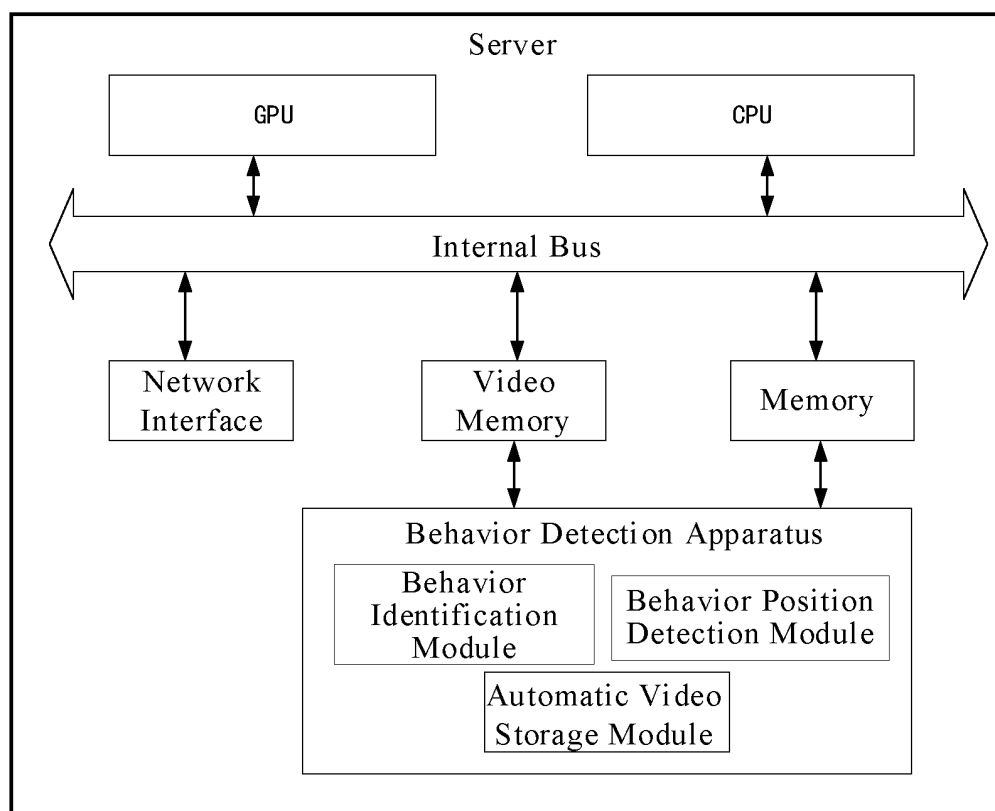 Server
GPU
CPU
Internal Bus
Network
Interface
Video
Memory
Memory
Behavior Detection Apparatus
Behavior
Identification
Module
Behavior Position
Detection Module
Automatic Video
Storage Module